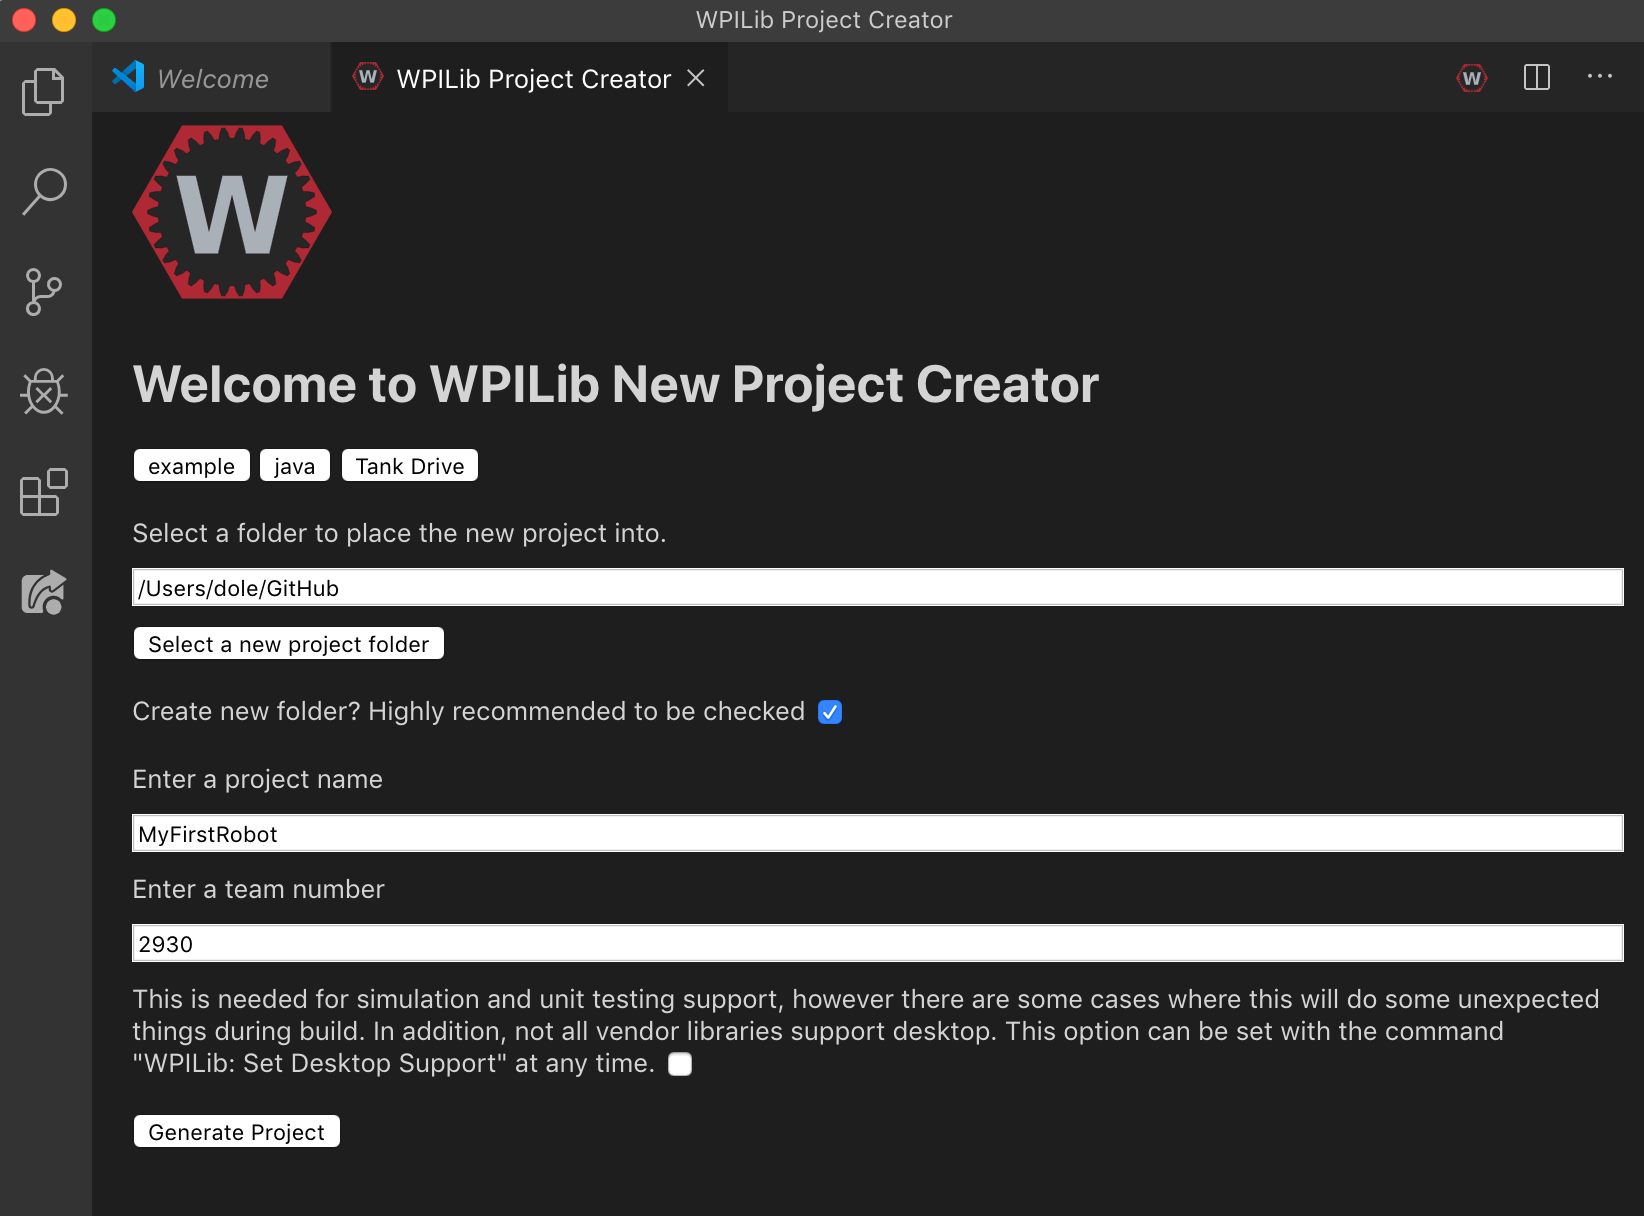 WPILib Project Creator
Welcome
W WPILib Project Creator
W
W
Welcome to WPILib New Project Creator
example java Tank Drive
Select a folder to place the new project into.
/Users/dole/GitHub
Select a new project folder
Create new folder? Highly recommended to be checked
Enter a project name
MyFirstRobot
Enter a team number
2930
This is needed for simulation and unit testing support, however there are some cases where this will do some unexpected
things during build. In addition, not all vendor libraries support desktop. This option can be set with the command
"WPILib: Set Desktop Support" at any time.
Generate Project